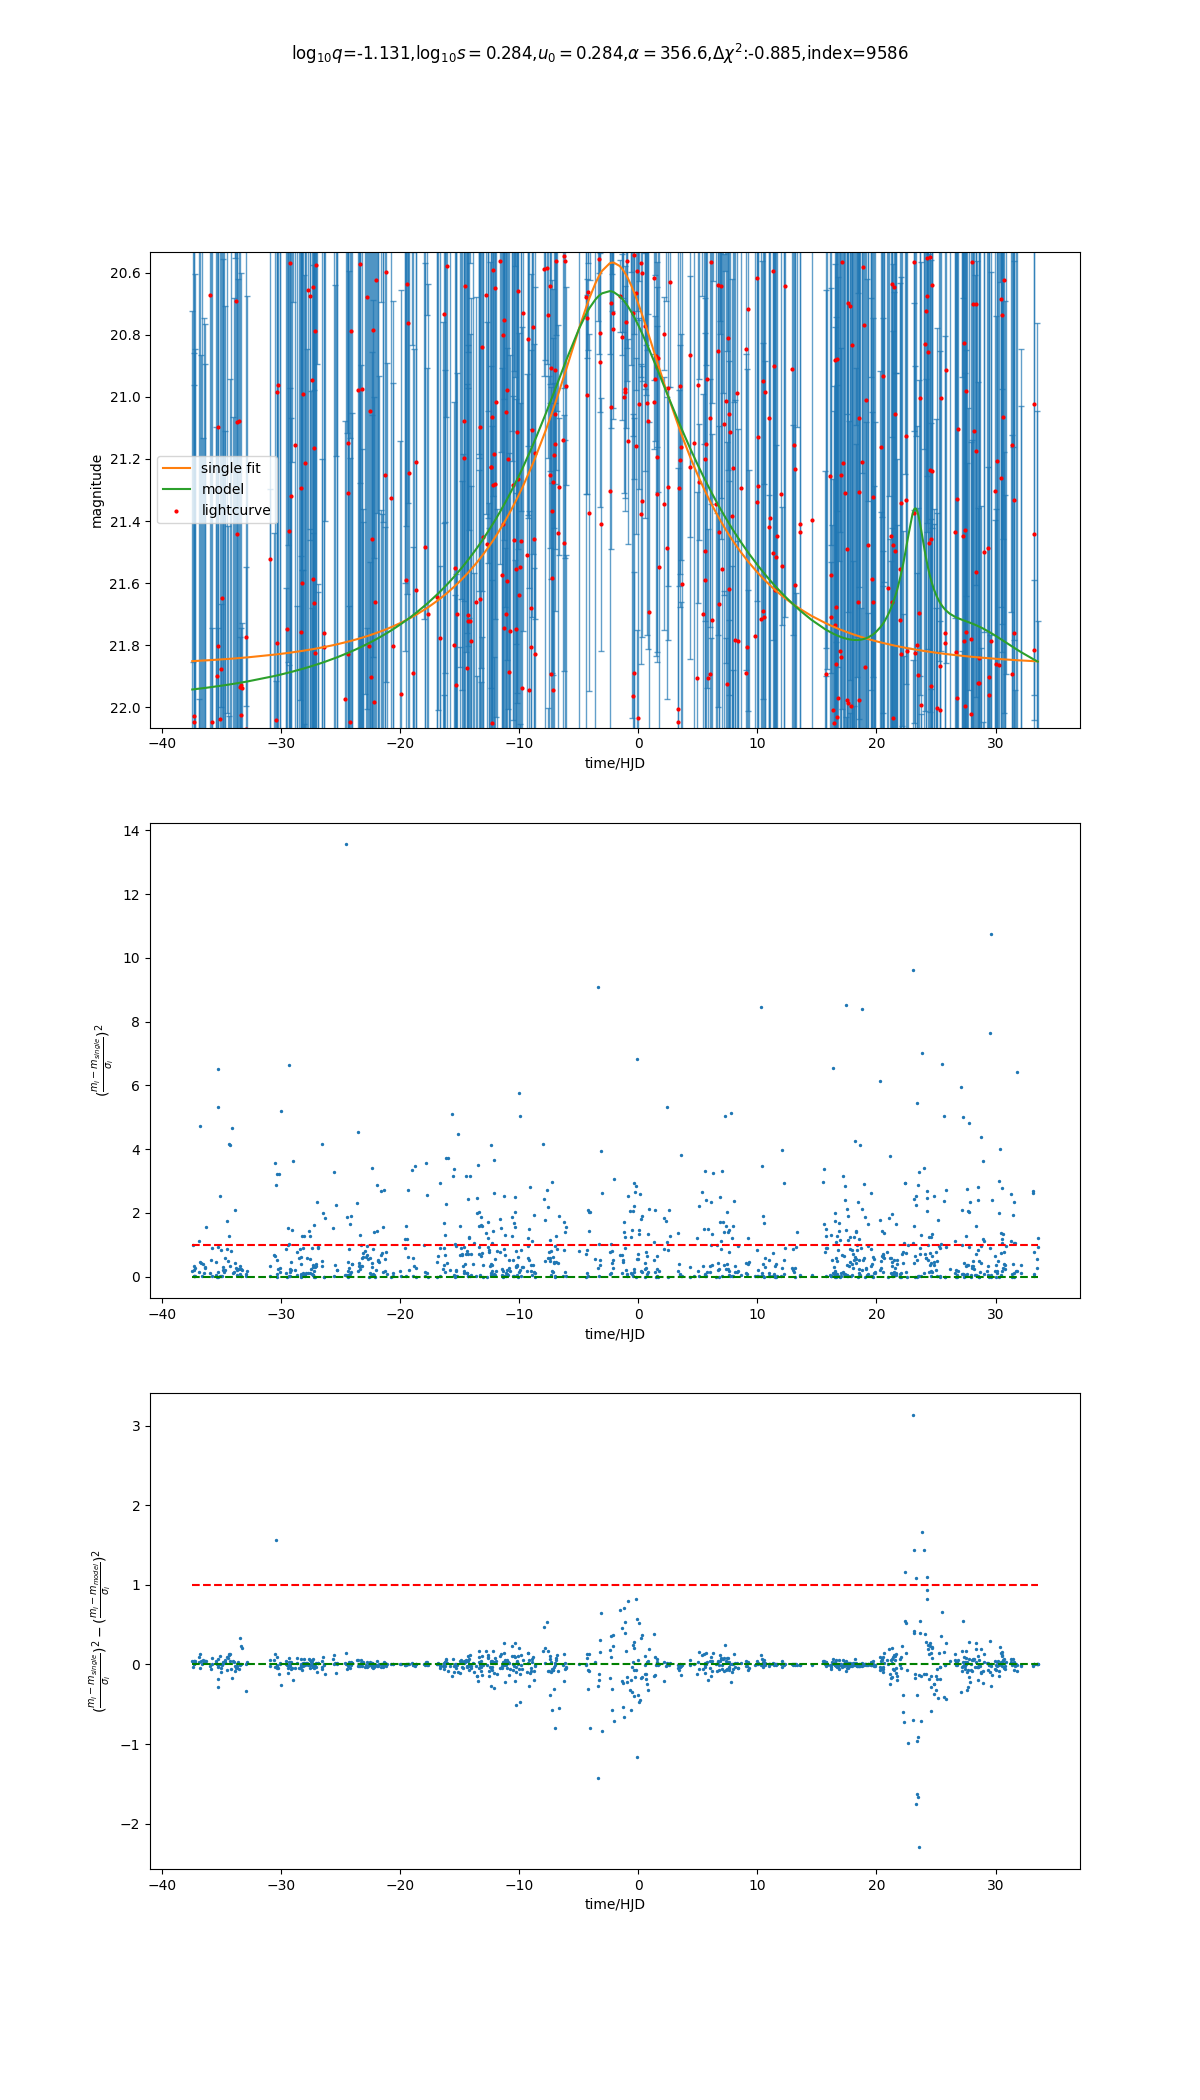 log₁₀q=-1.131,log₁₀s = 0.284,u₀ = 0.284,α = 356.6,Δχ²:-0.885,index=9586
20.6
20.8
21.0
21.2
21.4
21.6
21.8
22.0
magnitude
single fit
model
lightcurve
−40 −30 −20 −10 0 10 20 30
time/HJD
14
12
10
8
6
4
2
0
(mᵢ − m_single / σᵢ)²
−40 −30 −20 −10 0 10 20 30
time/HJD
3
2
1
0
−1
−2
(mᵢ − m_single / σᵢ)² − (mᵢ − m_model / σᵢ)²
−40 −30 −20 −10 0 10 20 30
time/HJD